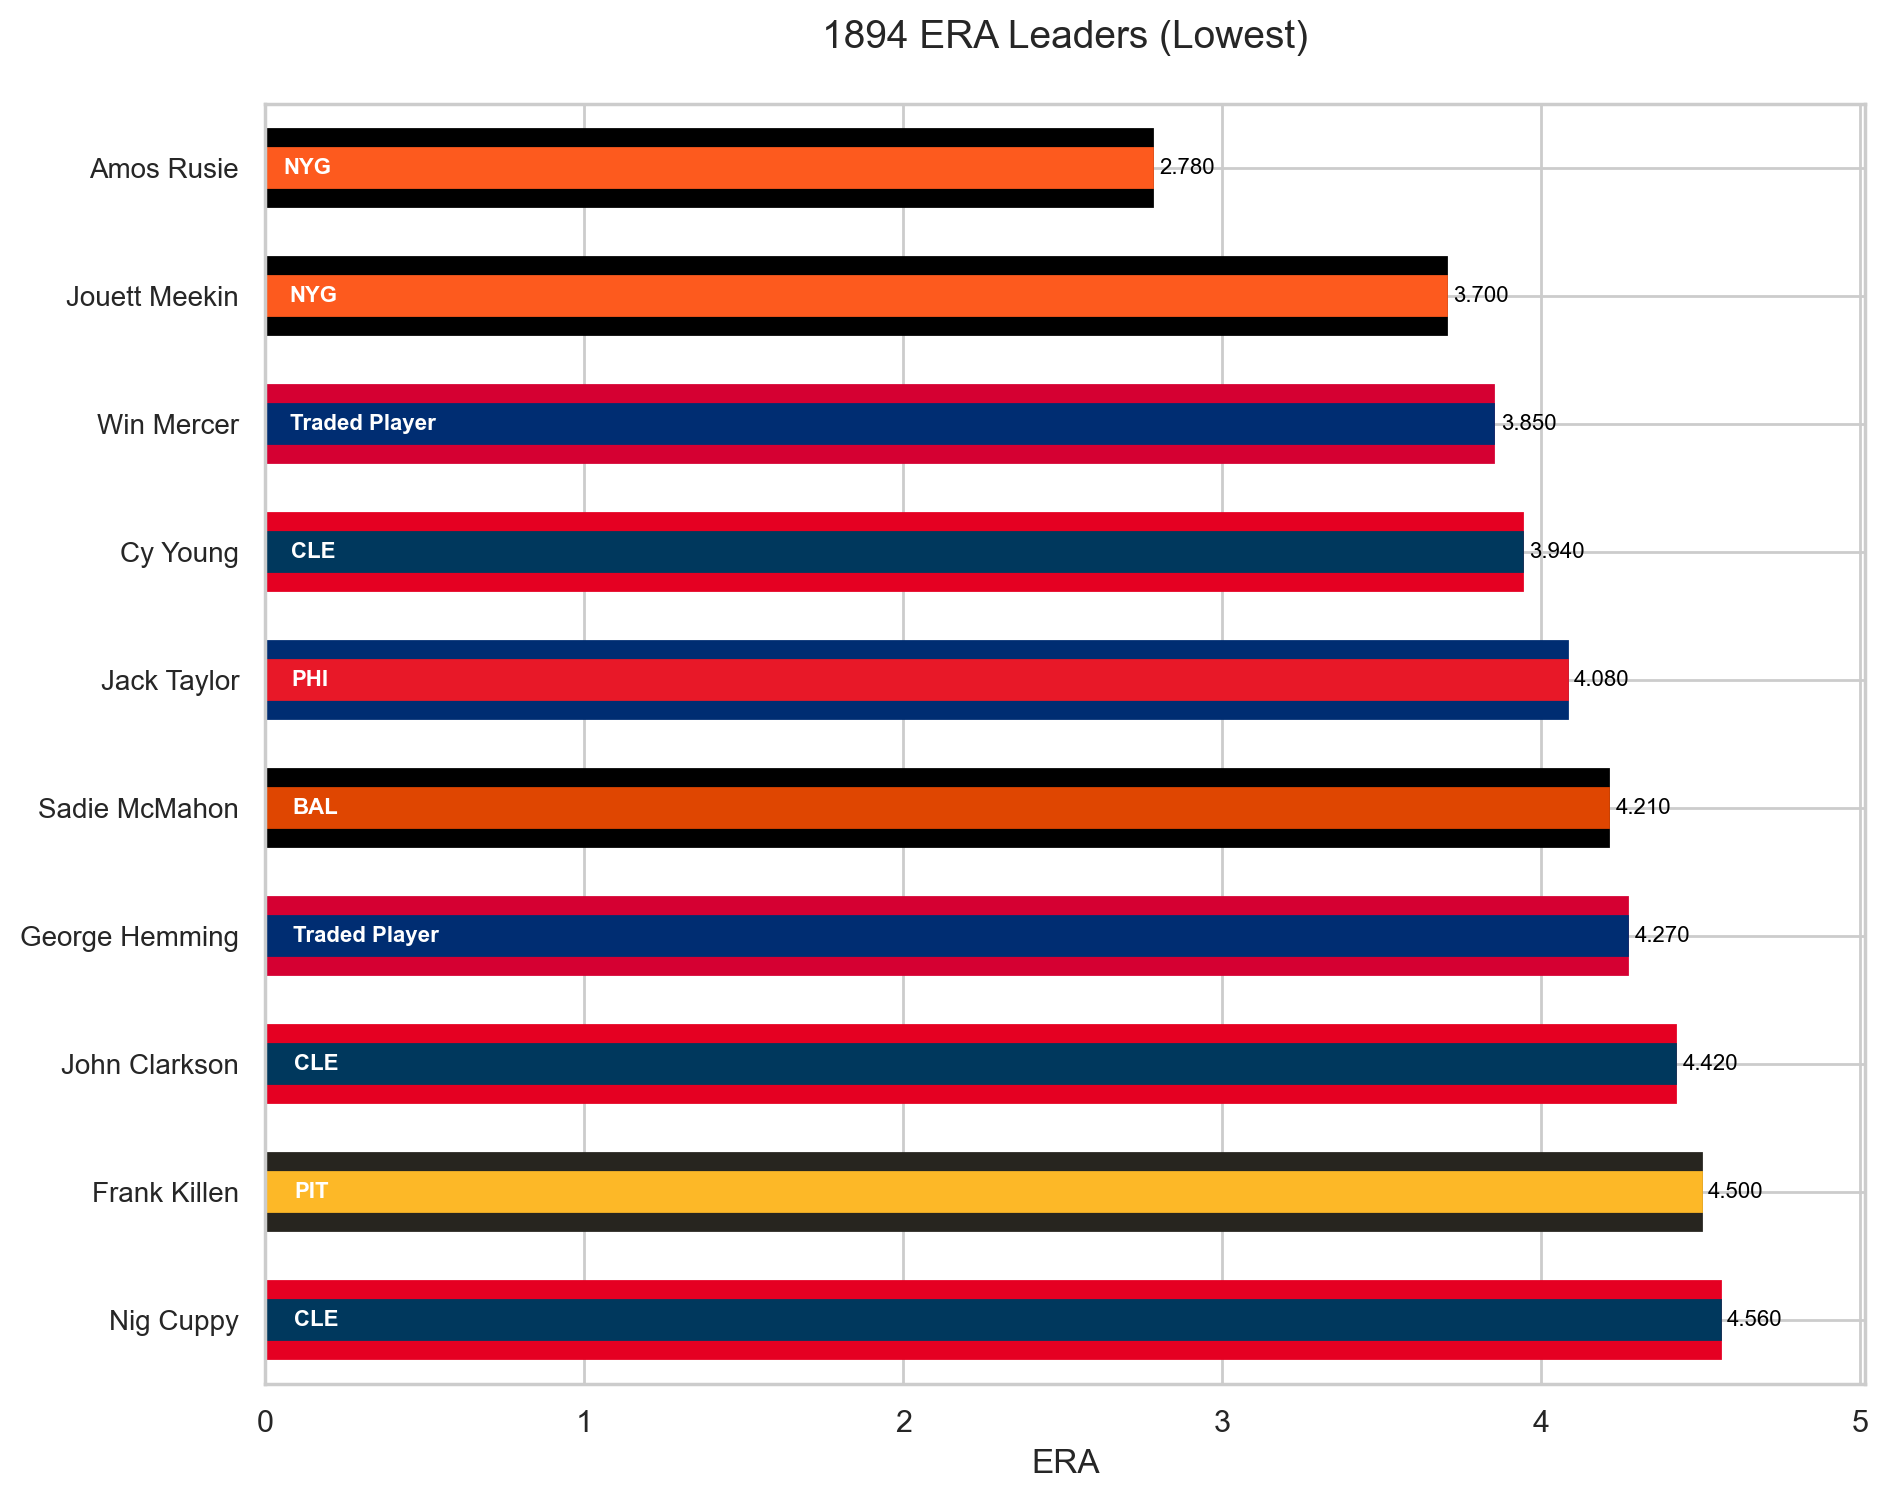 1894 ERA Leaders (Lowest)
Amos Rusie NYG 2.780
Jouett Meekin NYG 3.700
Win Mercer Traded Player 3.850
Cy Young CLE 3.940
Jack Taylor PHI 4.080
Sadie McMahon BAL 4.210
George Hemming Traded Player 4.270
John Clarkson CLE 4.420
Frank Killen PIT 4.500
Nig Cuppy CLE 4.560
0 1 2 3 4 5
ERA